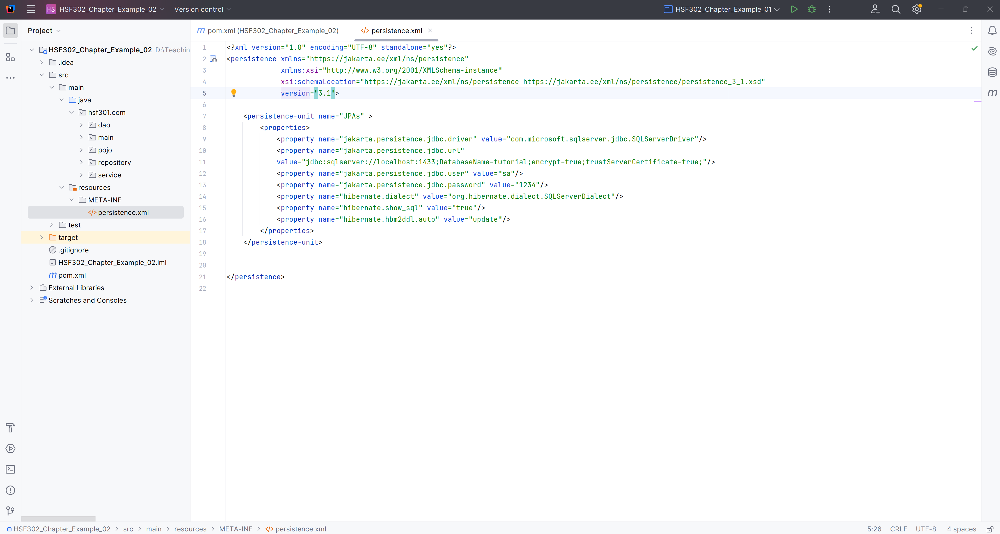 HS HSF302_Chapter_Example_02 Version control HSF302_Chapter_Example_01
Project
HSF302_Chapter_Example_02 D:\Teachin
.idea
src
main
java
hsf301.com
dao
main
pojo
repository
service
resources
META-INF
persistence.xml
test
target
.gitignore
HSF302_Chapter_Example_02.iml
pom.xml
External Libraries
Scratches and Consoles
pom.xml (HSF302_Chapter_Example_02) persistence.xml
1 <?xml version="1.0" encoding="UTF-8" standalone="yes"?>
2 <persistence xmlns="https://jakarta.ee/xml/ns/persistence"
3 xmlns:xsi="http://www.w3.org/2001/XMLSchema-instance"
4 xsi:schemaLocation="https://jakarta.ee/xml/ns/persistence https://jakarta.ee/xml/ns/persistence/persistence_3_1.xsd"
5 version="3.1">
6
7 <persistence-unit name="JPAs" >
8 <properties>
9 <property name="jakarta.persistence.jdbc.driver" value="com.microsoft.sqlserver.jdbc.SQLServerDriver"/>
10 <property name="jakarta.persistence.jdbc.url"
11 value="jdbc:sqlserver://localhost:1433;DatabaseName=tutorial;encrypt=true;trustServerCertificate=true;"/>
12 <property name="jakarta.persistence.jdbc.user" value="sa"/>
13 <property name="jakarta.persistence.jdbc.password" value="1234"/>
14 <property name="hibernate.dialect" value="org.hibernate.dialect.SQLServerDialect"/>
15 <property name="hibernate.show_sql" value="true"/>
16 <property name="hibernate.hbm2ddl.auto" value="update"/>
17 </properties>
18 </persistence-unit>
19
20
21 </persistence>
22
HSF302_Chapter_Example_02 > src > main > resources > META-INF > persistence.xml 5:26 CRLF UTF-8 4 spaces